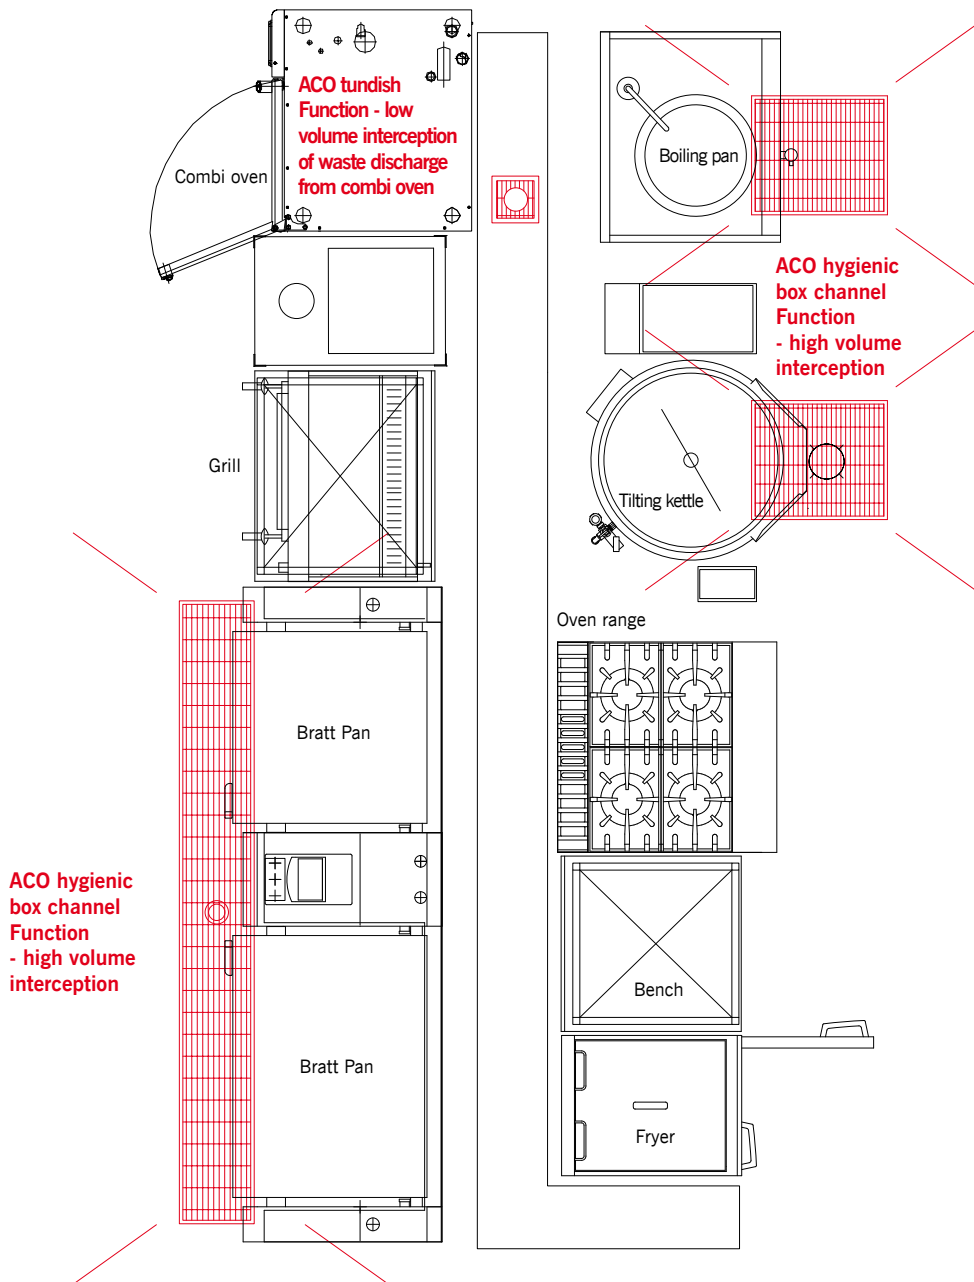 ACO tundish
Function - low
volume interception
of waste discharge
from combi oven
Combi oven
Boiling pan
ACO hygienic
box channel
Function
- high volume
interception
Grill
Tilting kettle
Oven range
Bratt Pan
ACO hygienic
box channel
Function
- high volume
interception
Bench
Bratt Pan
Fryer